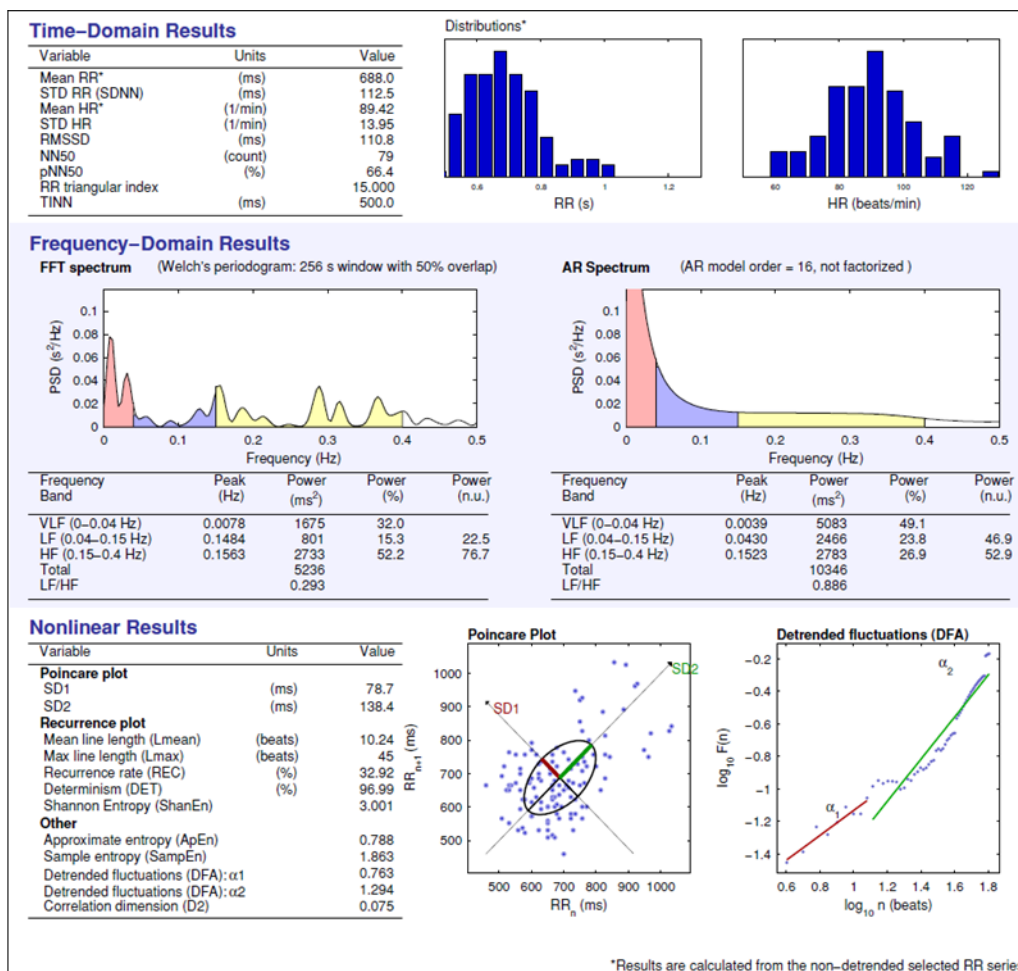 Time–Domain Results
Variable Units Value
Mean RR* (ms) 688.0
STD RR (SDNN) (ms) 112.5
Mean HR* (1/min) 89.42
STD HR (1/min) 13.95
RMSSD (ms) 110.8
NN50 (count) 79
pNN50 (%) 66.4
RR triangular index 15.000
TINN (ms) 500.0
Distributions*
0.6 0.8 1 1.2
RR (s)
60 80 100 120
HR (beats/min)
Frequency–Domain Results
FFT spectrum (Welch's periodogram: 256 s window with 50% overlap)
PSD (s²/Hz)
0.1
0.08
0.06
0.04
0.02
0
0 0.1 0.2 0.3 0.4 0.5
Frequency (Hz)
Frequency Peak Power Power Power
Band (Hz) (ms²) (%) (n.u.)
VLF (0–0.04 Hz) 0.0078 1675 32.0
LF (0.04–0.15 Hz) 0.1484 801 15.3 22.5
HF (0.15–0.4 Hz) 0.1563 2733 52.2 76.7
Total 5236
LF/HF 0.293
AR Spectrum (AR model order = 16, not factorized )
PSD (s²/Hz)
0.1
0.08
0.06
0.04
0.02
0
0 0.1 0.2 0.3 0.4 0.5
Frequency (Hz)
Frequency Peak Power Power Power
Band (Hz) (ms²) (%) (n.u.)
VLF (0–0.04 Hz) 0.0039 5083 49.1
LF (0.04–0.15 Hz) 0.0430 2466 23.8 46.9
HF (0.15–0.4 Hz) 0.1523 2783 26.9 52.9
Total 10346
LF/HF 0.886
Nonlinear Results
Variable Units Value
Poincare plot
SD1 (ms) 78.7
SD2 (ms) 138.4
Recurrence plot
Mean line length (Lmean) (beats) 10.24
Max line length (Lmax) (beats) 45
Recurrence rate (REC) (%) 32.92
Determinism (DET) (%) 96.99
Shannon Entropy (ShanEn) 3.001
Other
Approximate entropy (ApEn) 0.788
Sample entropy (SampEn) 1.863
Detrended fluctuations (DFA): α1 0.763
Detrended fluctuations (DFA): α2 1.294
Correlation dimension (D2) 0.075
Poincare Plot
RRₙ₊₁ (ms)
1000
900
800
700
600
500
SD1
SD2
500 600 700 800 900 1000
RRₙ (ms)
Detrended fluctuations (DFA)
log₁₀ F(n)
−0.2
−0.4
−0.6
−0.8
−1
−1.2
−1.4
α₂
α₁
0.6 0.8 1 1.2 1.4 1.6 1.8
log₁₀ n (beats)
*Results are calculated from the non–detrended selected RR series